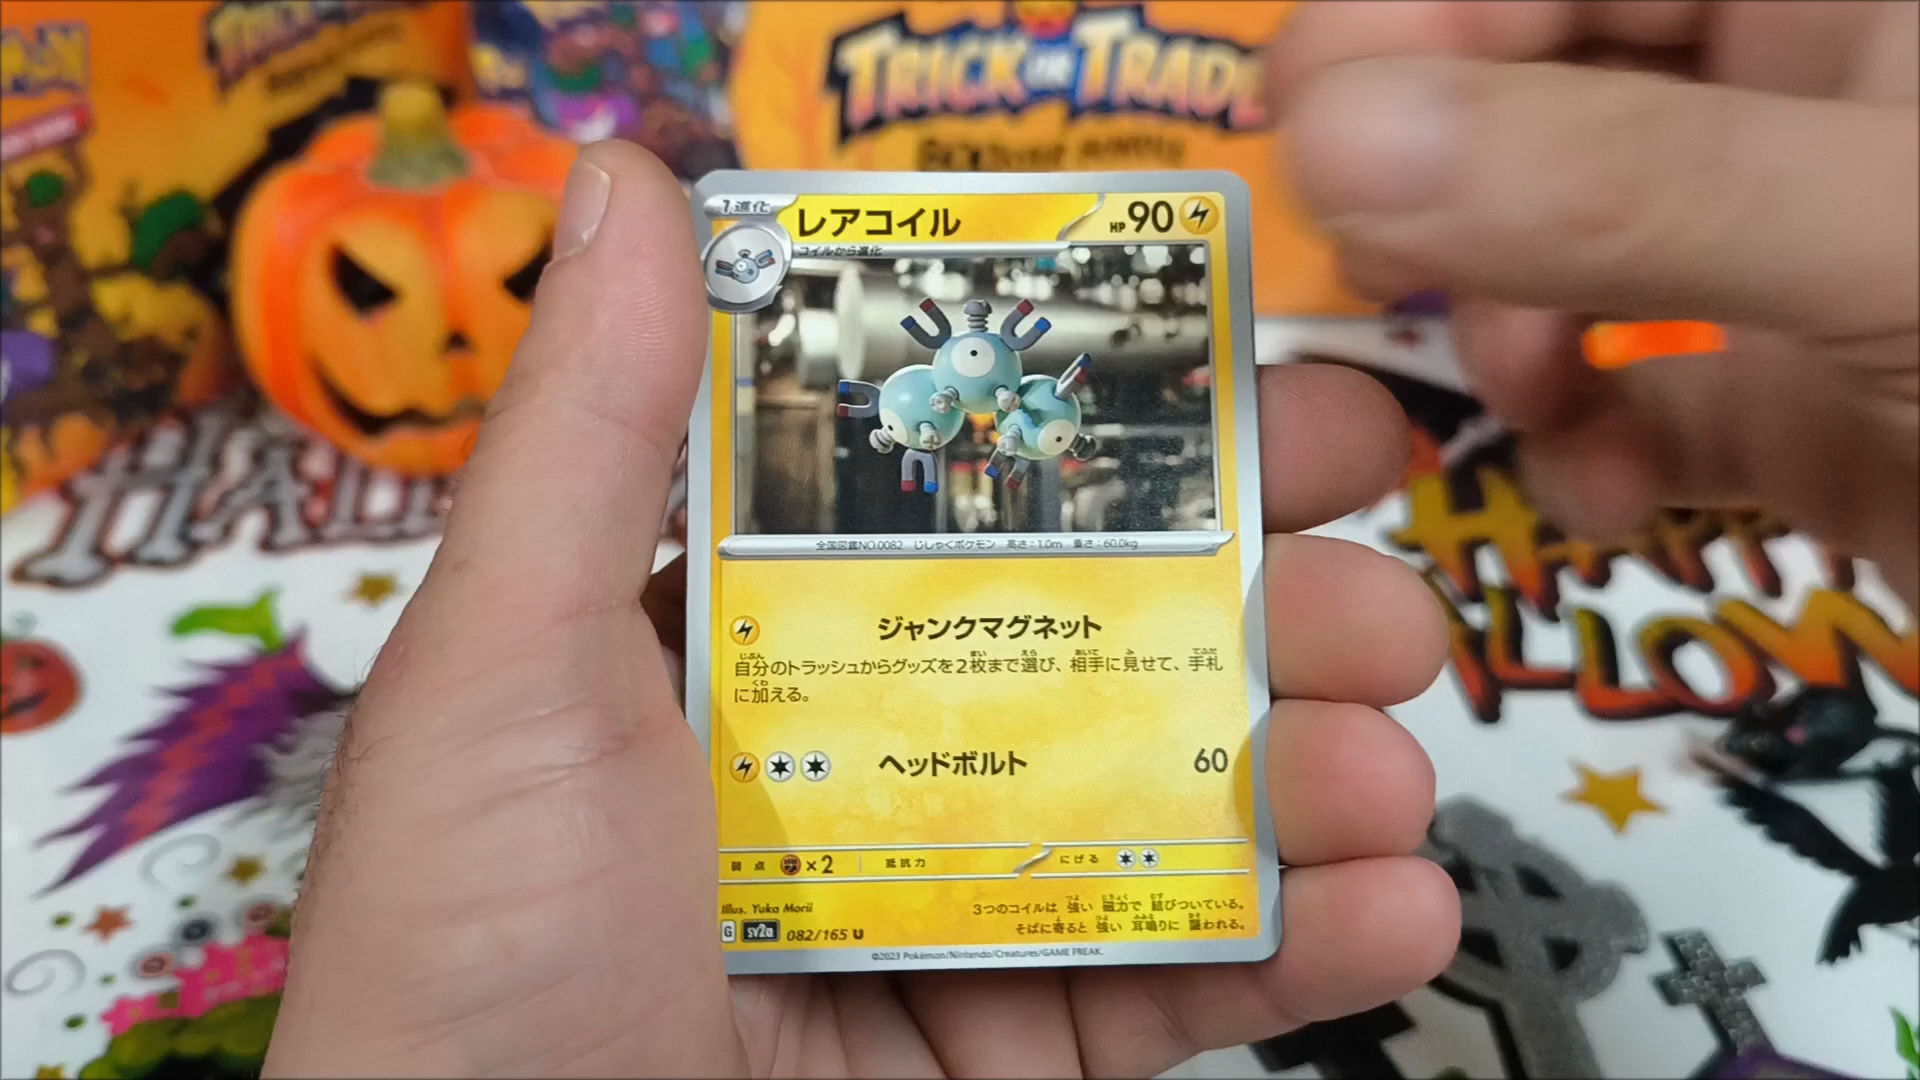 TRICK OR TRADE
BOOSTER BUNDLE
1進化
レアコイル
HP 90
コイルから進化
全国図鑑NO.0082 じしゃくポケモン 高さ:1.0m 重さ:60.0kg
ジャンクマグネット
自分のトラッシュからグッズを2枚まで選び、相手に見せて、手札
に加える。
ヘッドボルト 60
弱点 ×2 抵抗力 にげる
Illus. Yuka Morii
3つのコイルは 強い 磁力で 結びついている。
そばに寄ると 強い 耳鳴りに 襲われる。
G sv2a 082/165 U
©2023 Pokémon/Nintendo/Creatures/GAME FREAK.
HAPPY
HALLOW